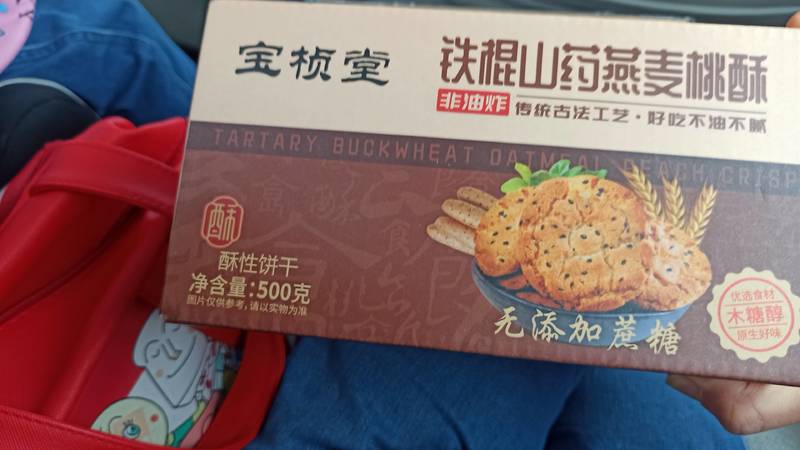 宝桢堂
铁棍山药燕麦桃酥
非油炸 传统古法工艺·好吃不油不腻
TARTARY BUCKWHEAT OATMEAL PEACH CRISP
酥
酥性饼干
净含量:500克
图片仅供参考,请以实物为准
无添加蔗糖
优选食材
木糖醇
原生好味